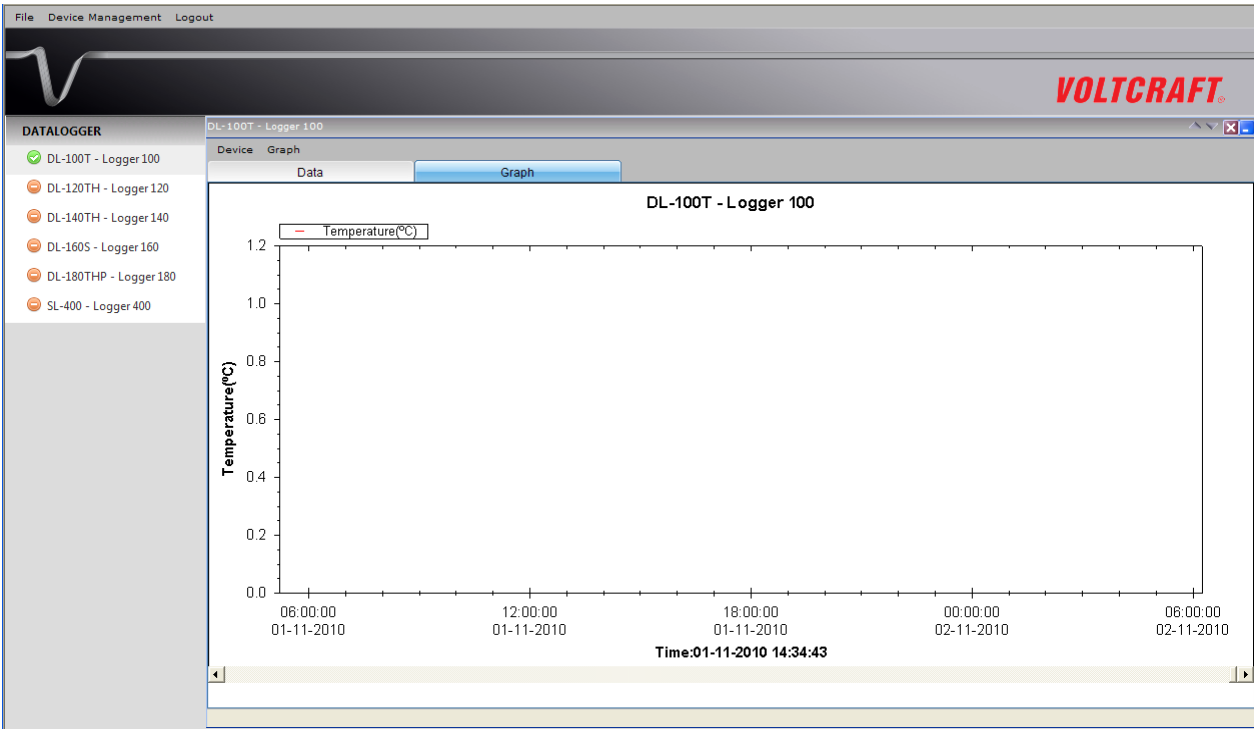 File Device Management Logout
VOLTCRAFT®
DATALOGGER
DL-100T - Logger 100
DL-120TH - Logger 120
DL-140TH - Logger 140
DL-160S - Logger 160
DL-180THP - Logger 180
SL-400 - Logger 400
DL-100T - Logger 100
Device Graph
Data Graph
DL-100T - Logger 100
Temperature(ºC)
Temperature(ºC)
1.2
1.0
0.8
0.6
0.4
0.2
0.0
06:00:00 12:00:00 18:00:00 00:00:00 06:00:00
01-11-2010 01-11-2010 01-11-2010 02-11-2010 02-11-2010
Time:01-11-2010 14:34:43